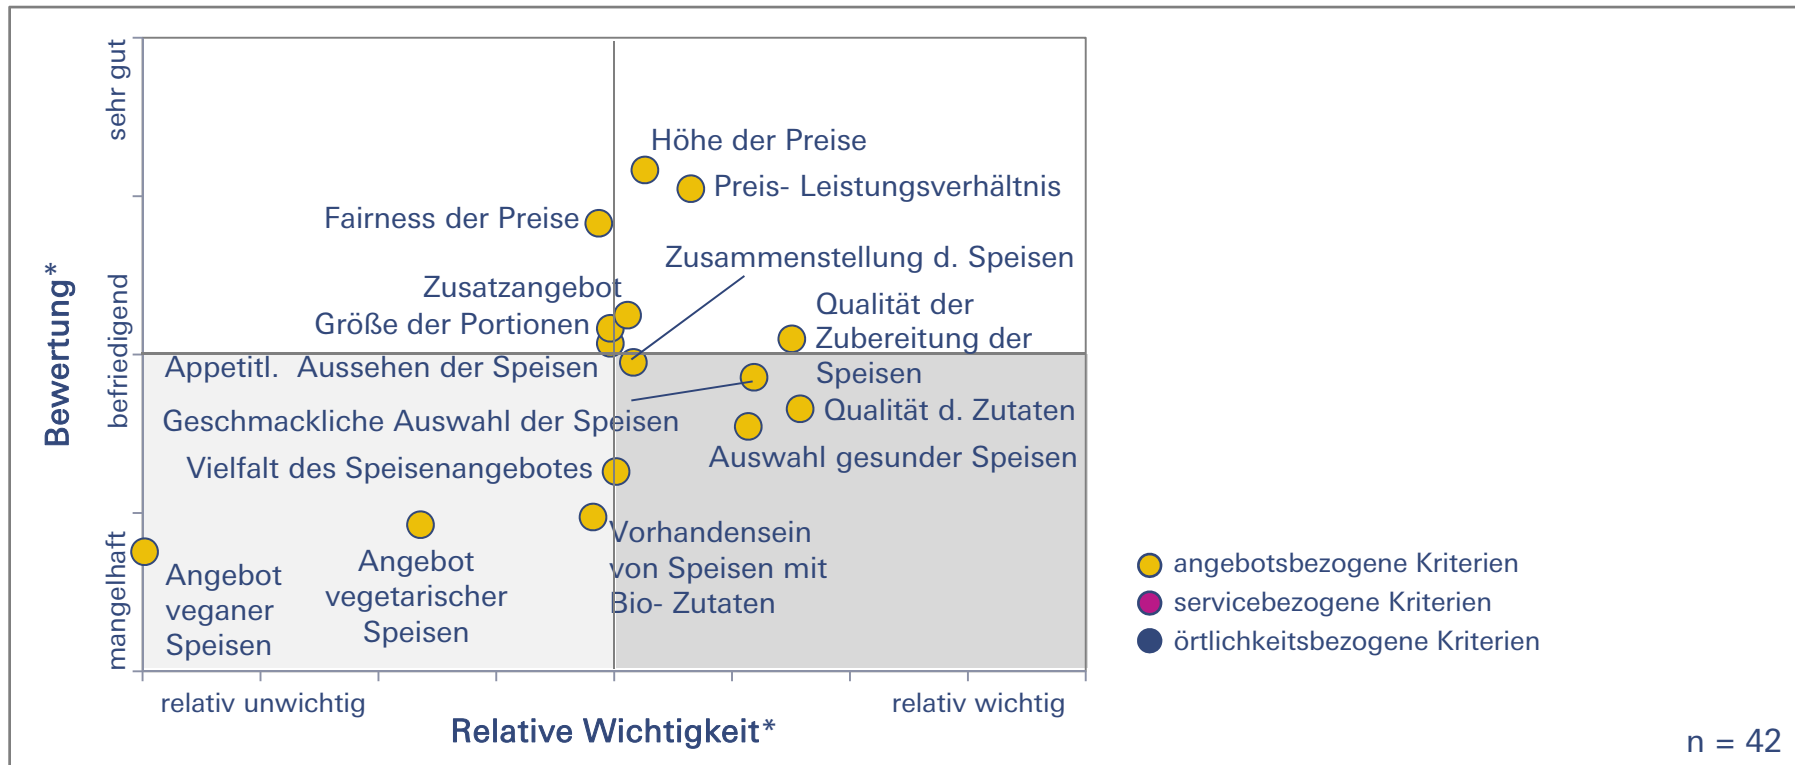 sehr gut
befriedigend
mangelhaft
Bewertung*
Höhe der Preise
Preis- Leistungsverhältnis
Fairness der Preise
Zusammenstellung d. Speisen
Zusatzangebot
Größe der Portionen
Qualität der
Zubereitung der
Speisen
Appetitl. Aussehen der Speisen
Geschmackliche Auswahl der Speisen
Qualität d. Zutaten
Auswahl gesunder Speisen
Vielfalt des Speisenangebotes
Vorhandensein
von Speisen mit
Bio- Zutaten
Angebot
vegetarischer
Speisen
Angebot
veganer
Speisen
relativ unwichtig
relativ wichtig
Relative Wichtigkeit*
angebotsbezogene Kriterien
servicebezogene Kriterien
örtlichkeitsbezogene Kriterien
n = 42